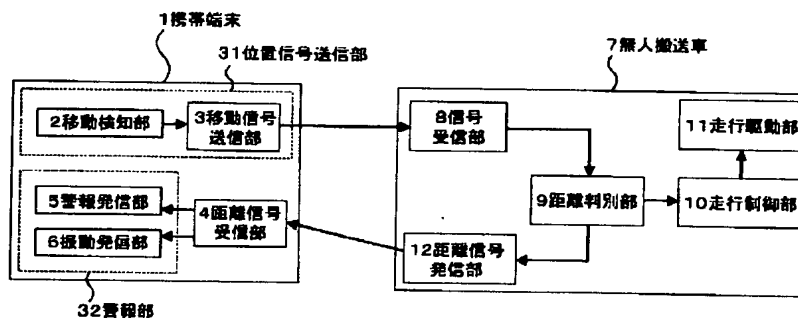 1携帯端末
31位置信号送信部
7無人搬送車
2移動検知部
3移動信号
送信部
8信号
受信部
11走行駆動部
5警報発信部
6振動発信部
4距離信号
受信部
9距離判別部
10走行制御部
12距離信号
発信部
32警報部